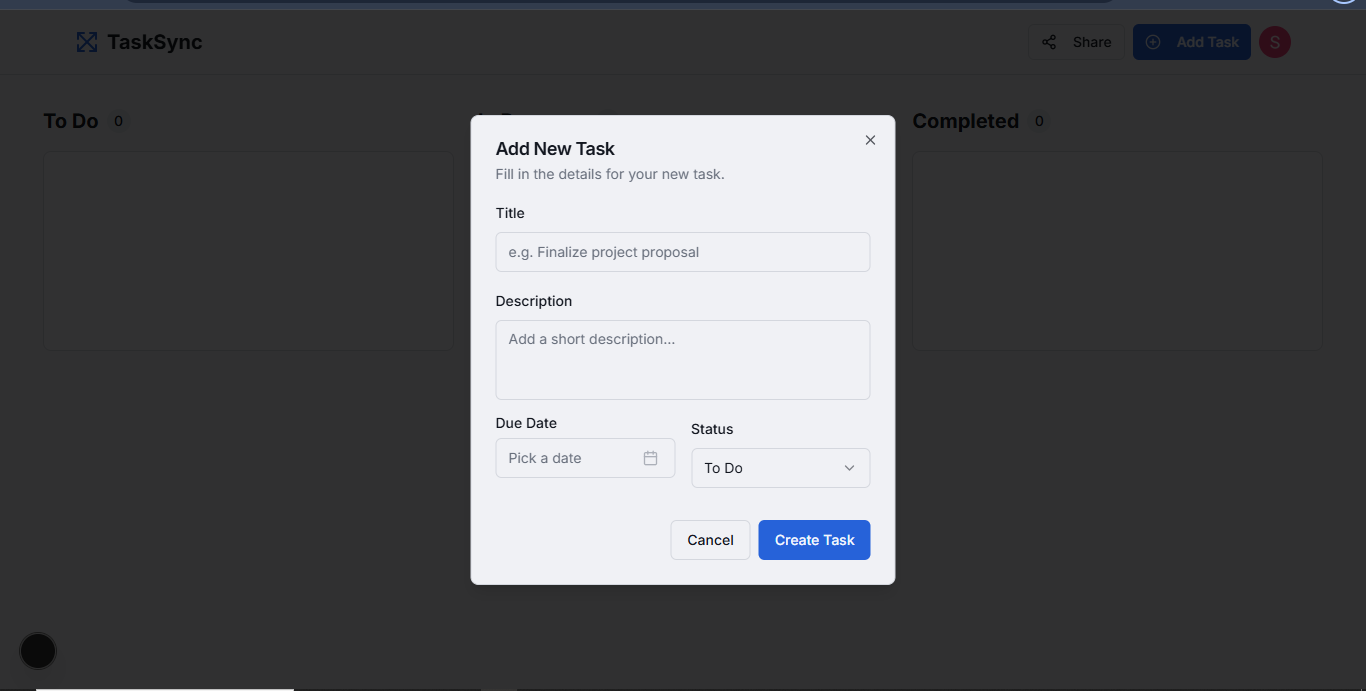 TaskSync
Share
Add Task
S
To Do 0
Completed 0
Add New Task
Fill in the details for your new task.
Title
e.g. Finalize project proposal
Description
Add a short description...
Due Date
Status
Pick a date
To Do
Cancel
Create Task